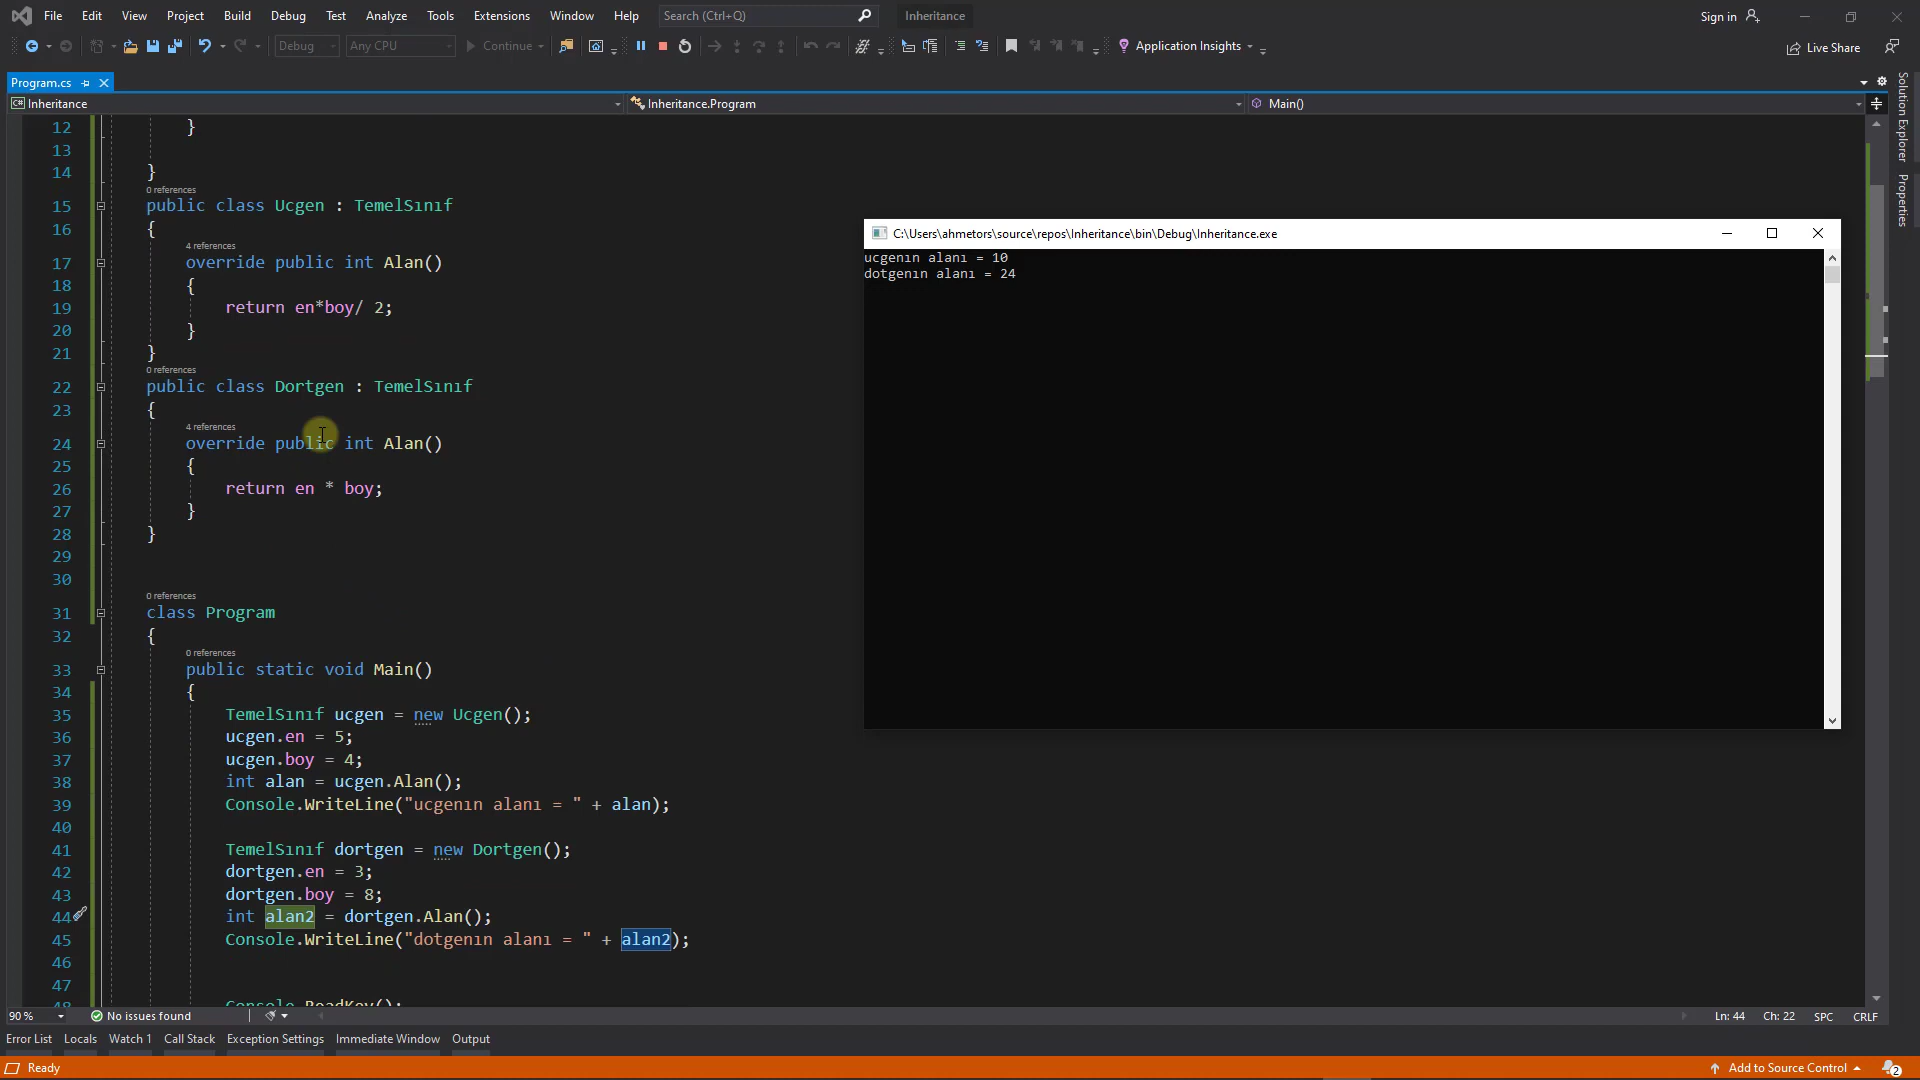 File Edit View Project Build Debug Test Analyze Tools Extensions Window Help Search (Ctrl+Q) Inheritance Sign in
Debug Any CPU Continue Application Insights Live Share
Program.cs
Inheritance Inheritance.Program Main()
12 }
13
14 }
0 references
15 public class Ucgen : TemelSınıf
16 {
4 references
17 override public int Alan()
18 {
19 return en*boy/ 2;
20 }
21 }
0 references
22 public class Dortgen : TemelSınıf
23 {
4 references
24 override public int Alan()
25 {
26 return en * boy;
27 }
28 }
29
30
0 references
31 class Program
32 {
0 references
33 public static void Main()
34 {
35 TemelSınıf ucgen = new Ucgen();
36 ucgen.en = 5;
37 ucgen.boy = 4;
38 int alan = ucgen.Alan();
39 Console.WriteLine("ucgenın alanı = " + alan);
40
41 TemelSınıf dortgen = new Dortgen();
42 dortgen.en = 3;
43 dortgen.boy = 8;
44 int alan2 = dortgen.Alan();
45 Console.WriteLine("dotgenın alanı = " + alan2);
46
47
48 Console.ReadKey();
C:\Users\ahmetors\source\repos\Inheritance\bin\Debug\Inheritance.exe
ucgenın alanı = 10
dotgenın alanı = 24
Solution Explorer
Properties
90 % No issues found Ln: 44 Ch: 22 SPC CRLF
Error List Locals Watch 1 Call Stack Exception Settings Immediate Window Output
Ready Add to Source Control 2